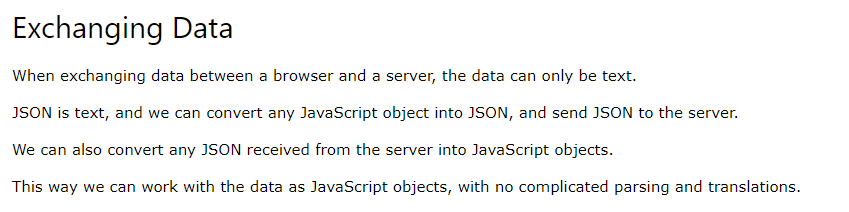 Exchanging Data
When exchanging data between a browser and a server, the data can only be text.
JSON is text, and we can convert any JavaScript object into JSON, and send JSON to the server.
We can also convert any JSON received from the server into JavaScript objects.
This way we can work with the data as JavaScript objects, with no complicated parsing and translations.